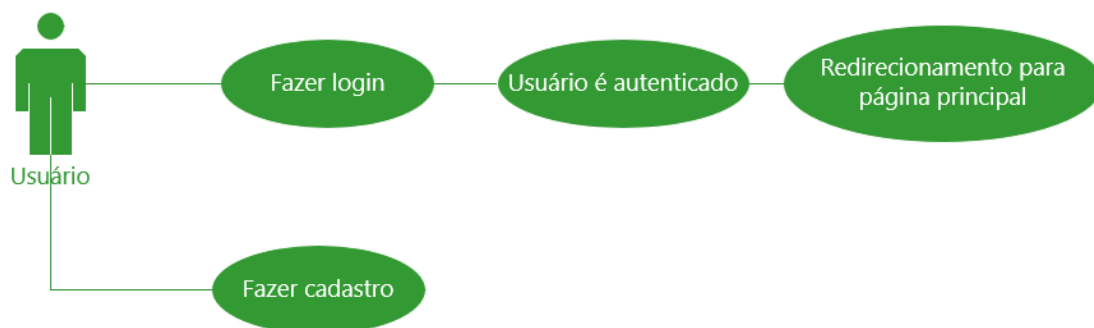 Usuário
Fazer login
Usuário é autenticado
Redirecionamento para
página principal
Fazer cadastro